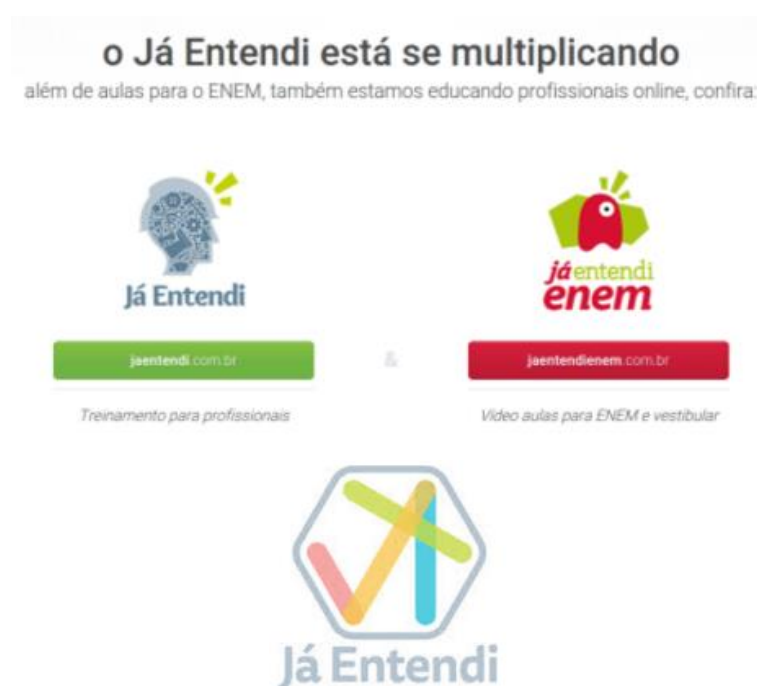 o Já Entendi está se multiplicando
além de aulas para o ENEM, também estamos educando profissionais online, confira:
Já Entendi
já entendi
enem
jaentendi.com.br
&
jaentendienem.com.br
Treinamento para profissionais
Vídeo aulas para ENEM e vestibular
Já Entendi